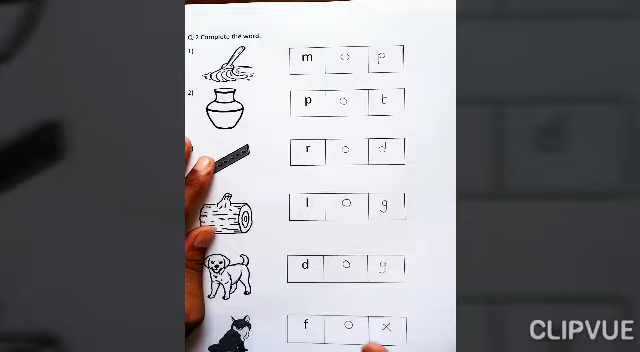 Q-2 Complete the word.
1) m o p
2) p o t
r o d
l o g
d o g
f o x
CLIPVUE